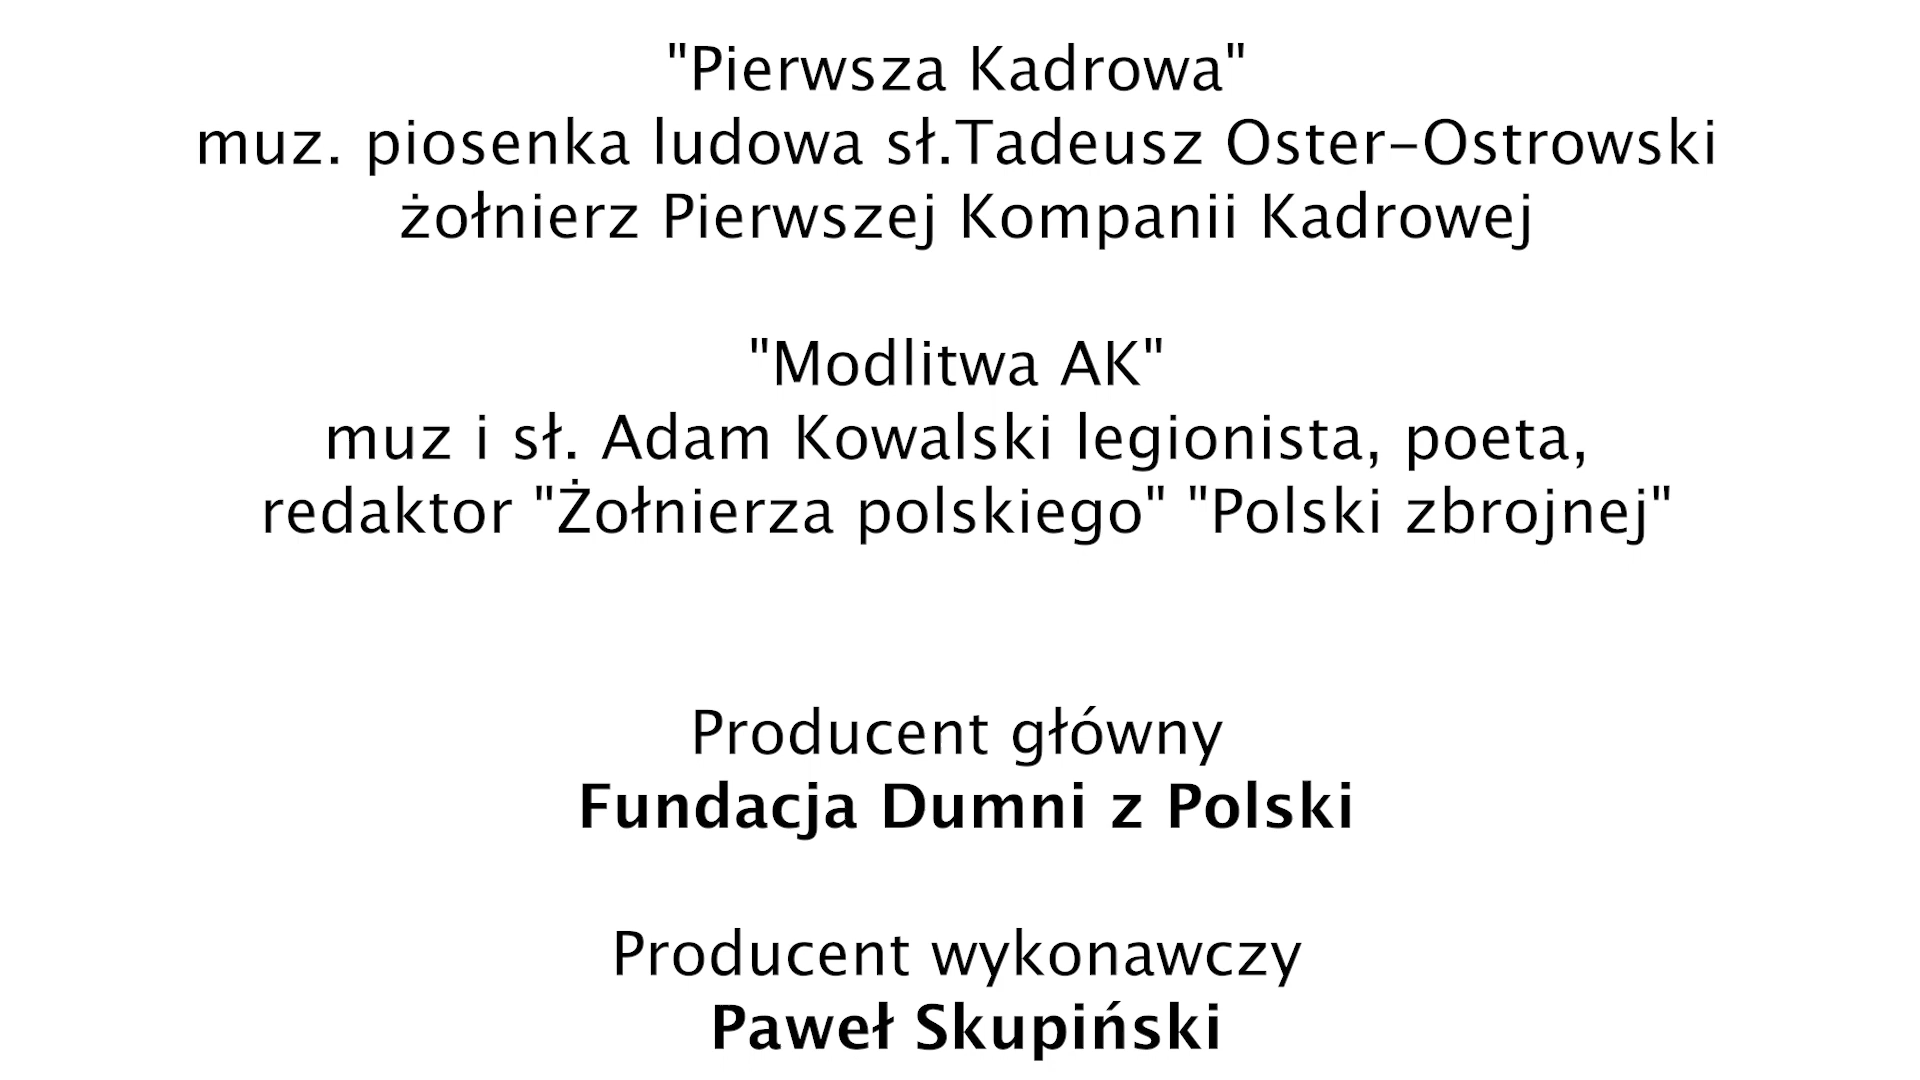 "Pierwsza Kadrowa"
muz. piosenka ludowa sł.Tadeusz Oster-Ostrowski
żołnierz Pierwszej Kompanii Kadrowej
"Modlitwa AK"
muz i sł. Adam Kowalski legionista, poeta,
redaktor "Żołnierza polskiego" "Polski zbrojnej"
Producent główny
Fundacja Dumni z Polski
Producent wykonawczy
Paweł Skupiński